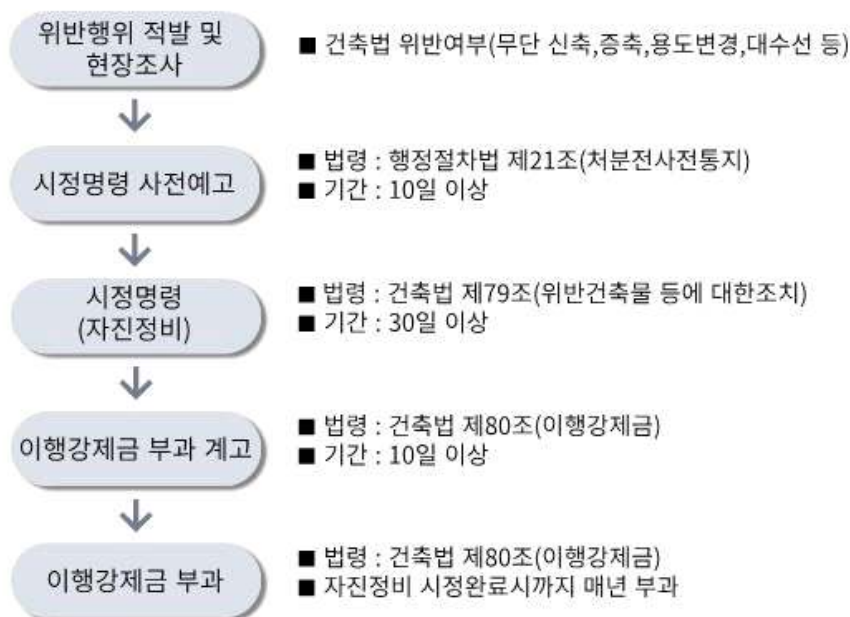 위반행위 적발 및
현장조사
■ 건축법 위반여부(무단 신축,증축,용도변경,대수선 등)
시정명령 사전예고
■ 법령 : 행정절차법 제21조(처분전사전통지)
■ 기간 : 10일 이상
시정명령
(자진정비)
■ 법령 : 건축법 제79조(위반건축물 등에 대한조치)
■ 기간 : 30일 이상
이행강제금 부과 계고
■ 법령 : 건축법 제80조(이행강제금)
■ 기간 : 10일 이상
이행강제금 부과
■ 법령 : 건축법 제80조(이행강제금)
■ 자진정비 시정완료시까지 매년 부과